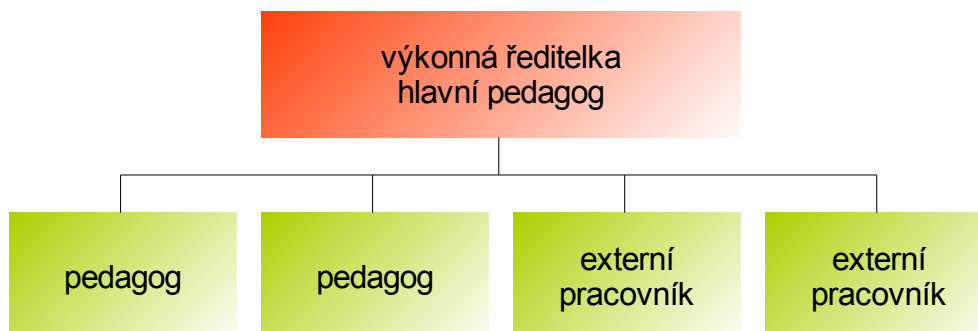 výkonná ředitelka
hlavní pedagog
pedagog
pedagog
externí
pracovník
externí
pracovník